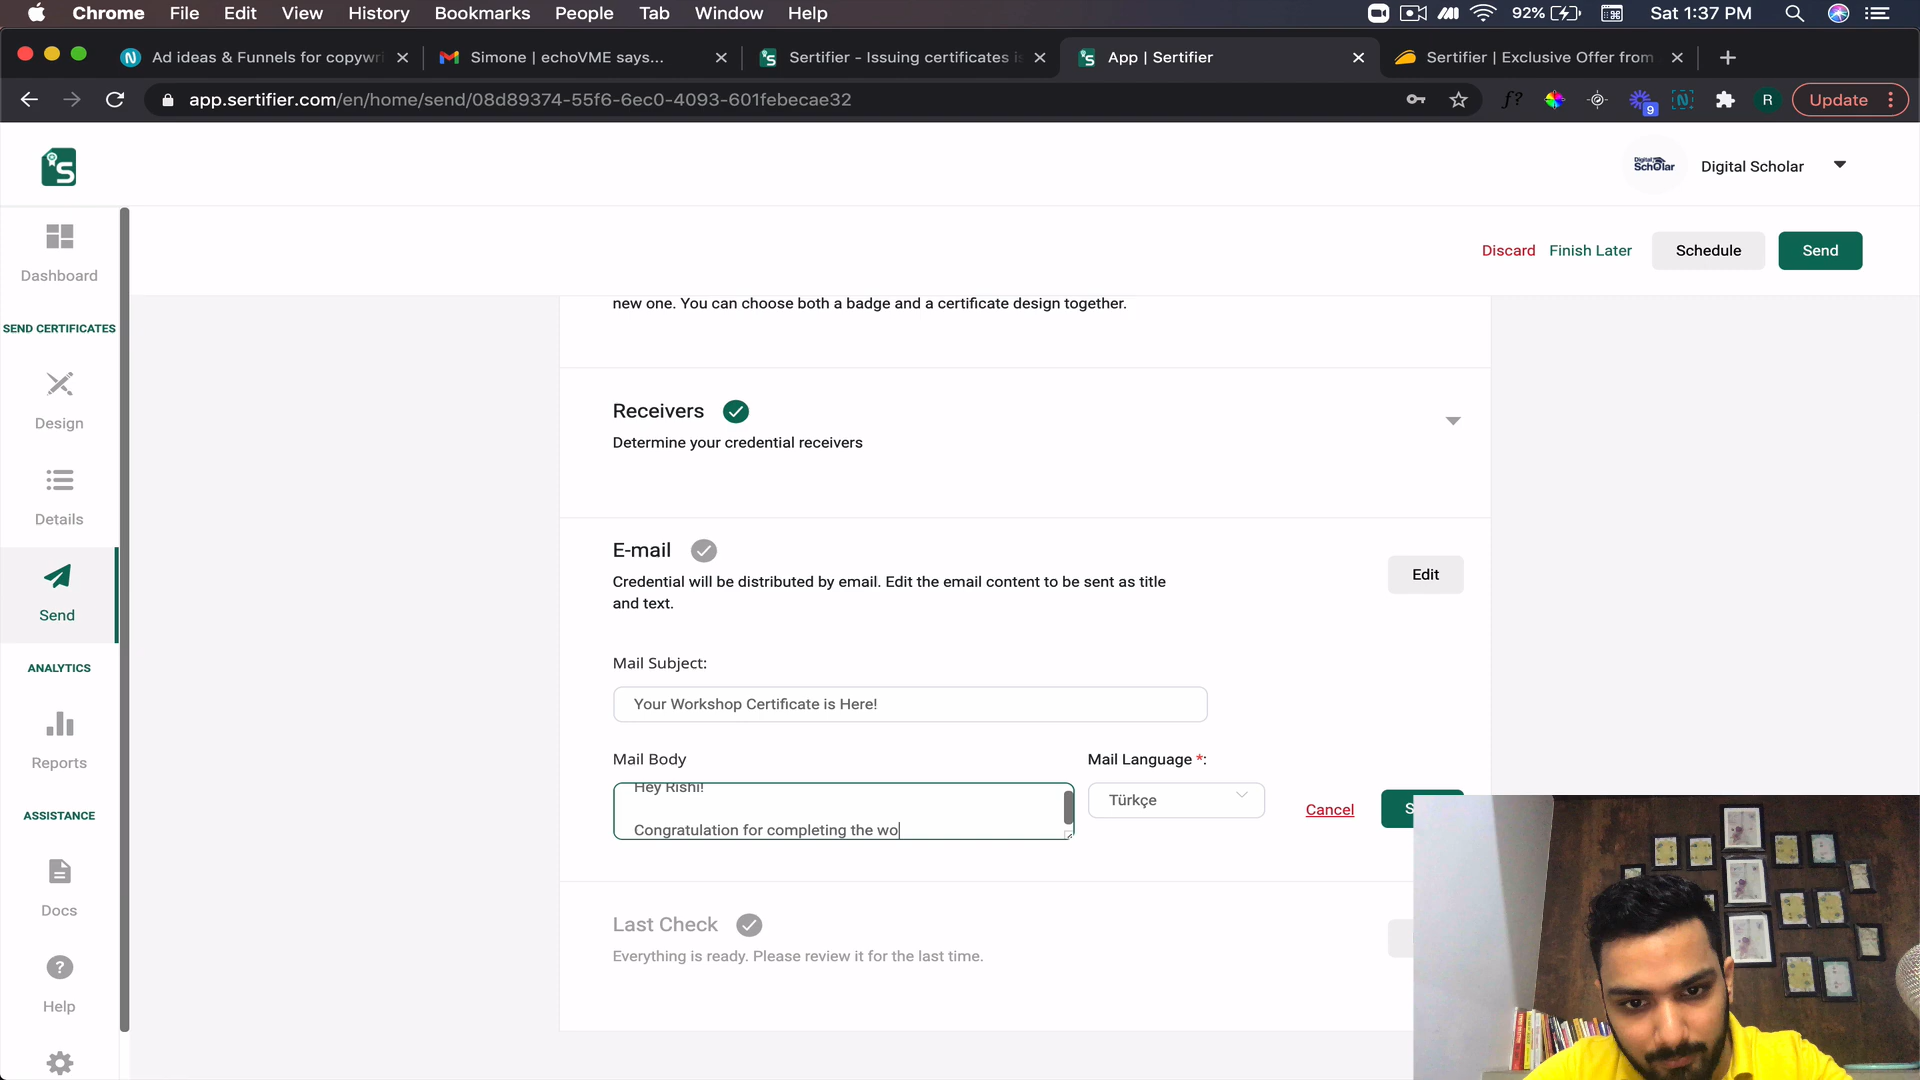 Chrome File Edit View History Bookmarks People Tab Window Help 92% Sat 1:37 PM
Ad ideas & Funnels for copywri
Simone | echoVME says...
Sertifier - Issuing certificates is
App | Sertifier
Sertifier | Exclusive Offer from
app.sertifier.com/en/home/send/08d89374-55f6-6ec0-4093-601febecae32
9
R
Update
Digital Scholar
Digital Scholar
Dashboard
SEND CERTIFICATES
Design
Details
Send
ANALYTICS
Reports
ASSISTANCE
Docs
Help
Discard
Finish Later
Schedule
Send
new one. You can choose both a badge and a certificate design together.
Receivers
Determine your credential receivers
E-mail
Credential will be distributed by email. Edit the email content to be sent as title
and text.
Edit
Mail Subject:
Your Workshop Certificate is Here!
Mail Body
Mail Language *:
Hey Rishi!
Congratulation for completing the wo
Türkçe
Cancel
S
Last Check
Everything is ready. Please review it for the last time.